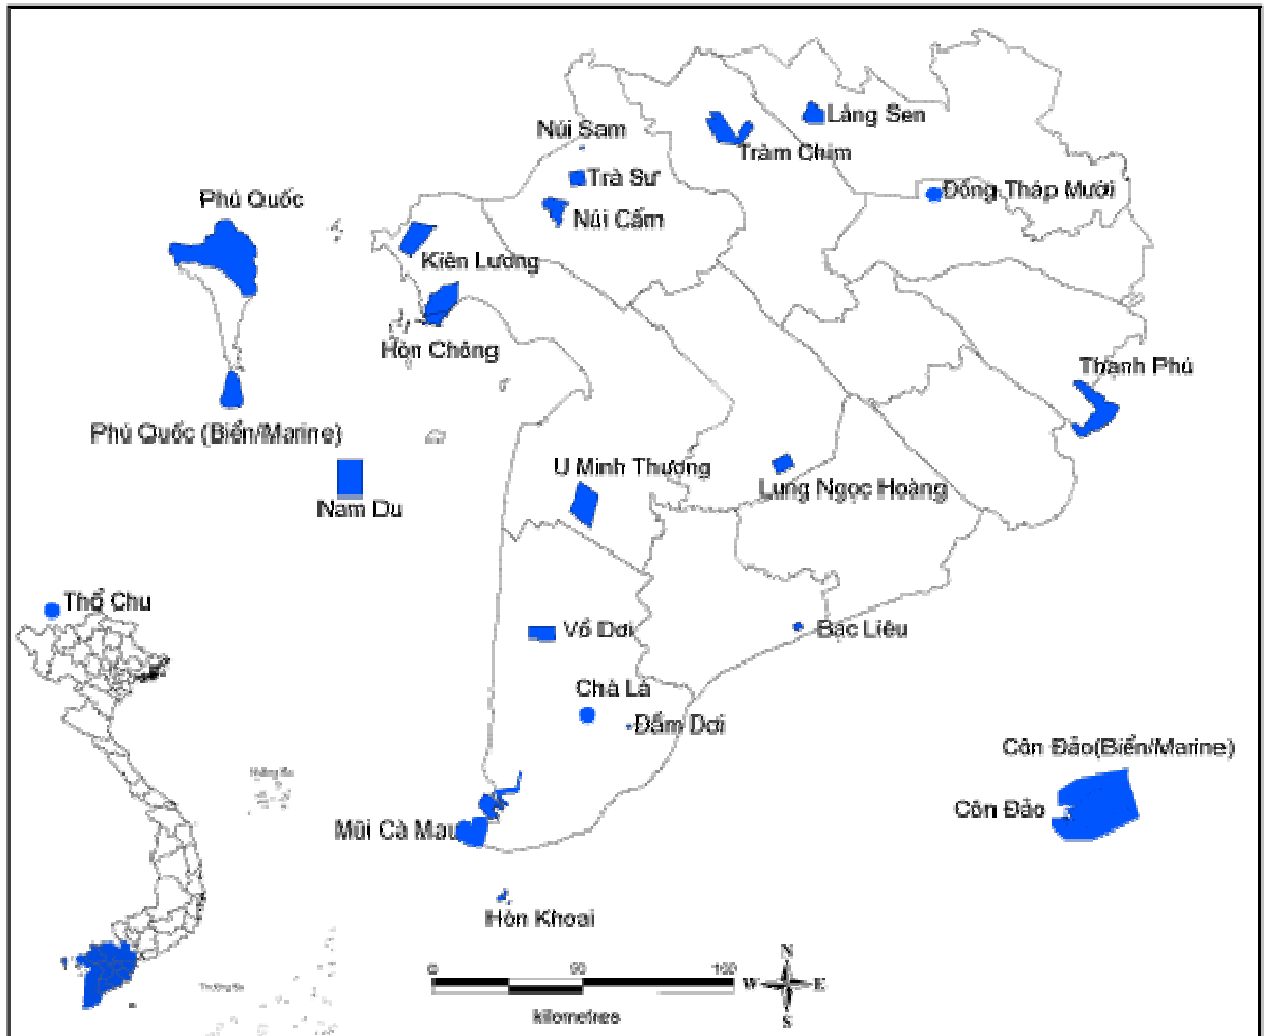 Núi Sam
Láng Sen
Tràm Chim
Trà Sư
Đồng Tháp Mười
Phú Quốc
Núi Cấm
Kiên Lương
Hòn Chông
Thạnh Phú
Phú Quốc (Biển/Marine)
U Minh Thượng
Lung Ngọc Hoàng
Nam Du
Thổ Chu
Vồ Dơi
Bạc Liêu
Chà Là
Đầm Dơi
Côn Đảo(Biển/Marine)
Côn Đảo
Mũi Cà Mau
Hòn Khoai
N
0 50 100
W E
kilometres
S